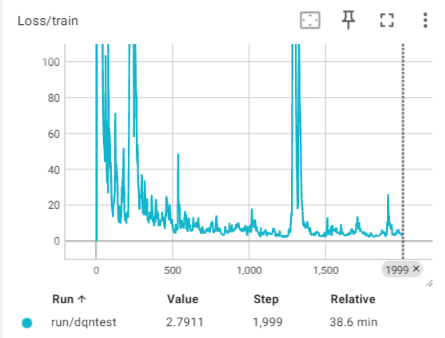 Loss/train
100
80
60
40
20
0
0 500 1,000 1,500 1999 ×
Run ↑ Value Step Relative
run/dqntest 2.7911 1,999 38.6 min